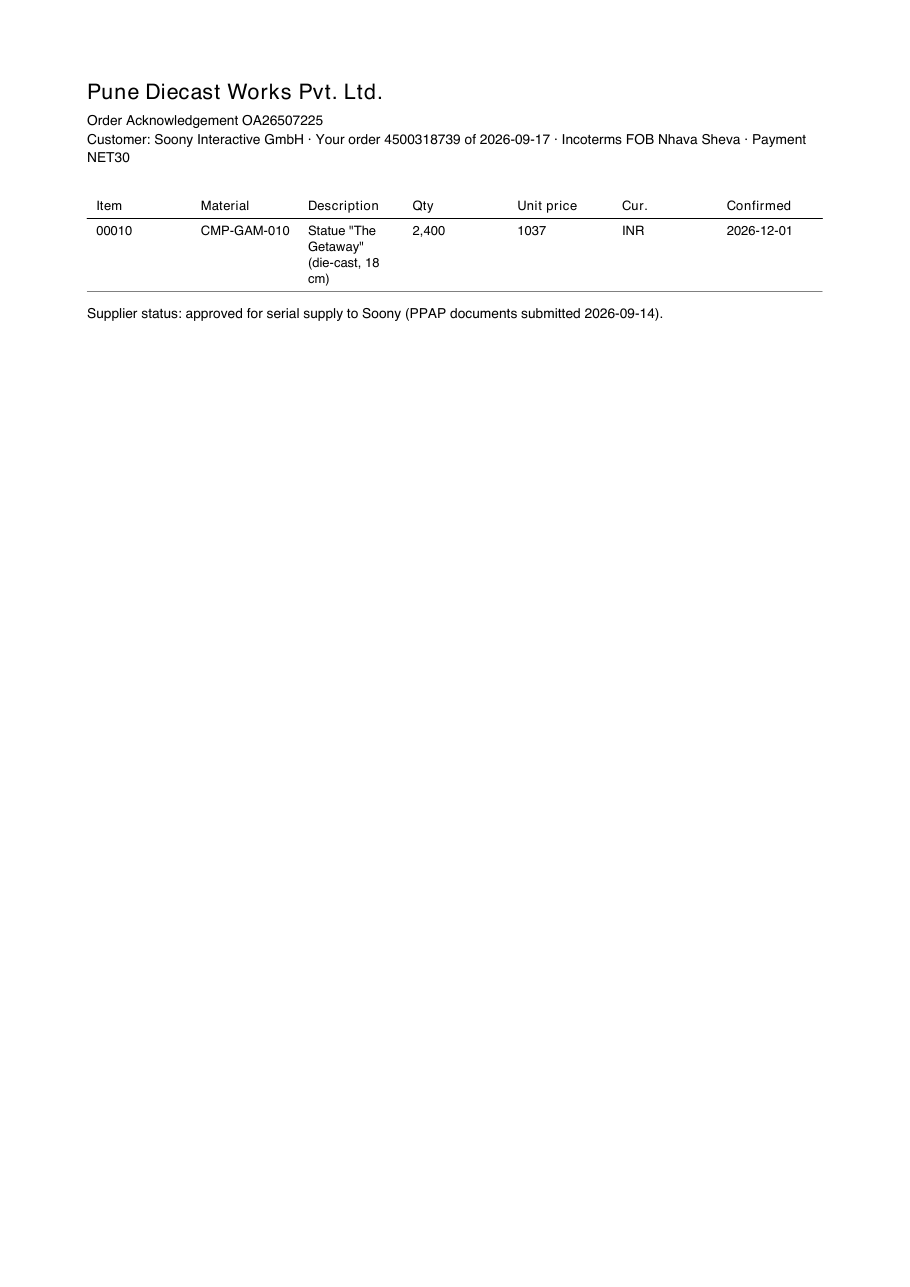 Pune Diecast Works Pvt. Ltd.
Order Acknowledgement OA26507225
Customer: Soony Interactive GmbH · Your order 4500318739 of 2026-09-17 · Incoterms FOB Nhava Sheva · Payment
NET30
Item Material Description Qty Unit price Cur. Confirmed
00010 CMP-GAM-010 Statue "The 2,400 1037 INR 2026-12-01
Getaway"
(die-cast, 18
cm)
Supplier status: approved for serial supply to Soony (PPAP documents submitted 2026-09-14).